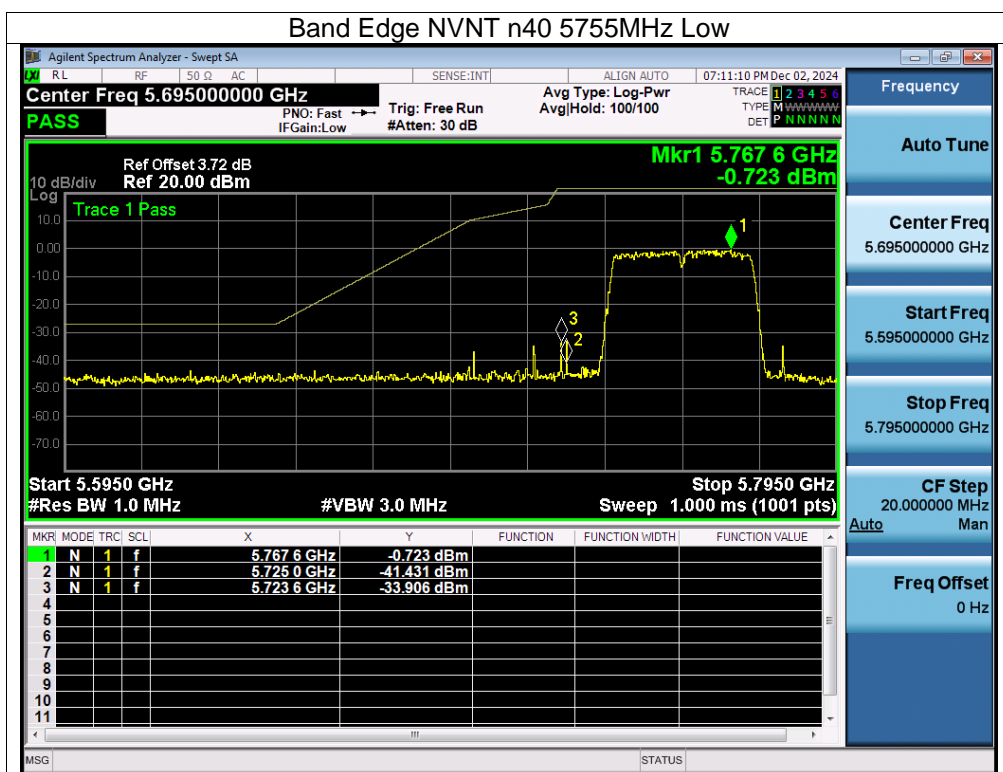 Band Edge NVNT n40 5755MHz Low
Agilent Spectrum Analyzer - Swept SA
LXI RL RF 50 Ω AC SENSE:INT ALIGN AUTO 07:11:10 PM Dec 02, 2024
Center Freq 5.695000000 GHz
PASS
PNO: Fast
IFGain:Low
Trig: Free Run
#Atten: 30 dB
Avg Type: Log-Pwr
Avg|Hold: 100/100
TRACE 1 2 3 4 5 6
TYPE M WWWWW
DET P N N N N N
Ref Offset 3.72 dB
Ref 20.00 dBm
10 dB/div
Log
Mkr1 5.767 6 GHz
-0.723 dBm
Trace 1 Pass
10.0
0.00
-10.0
-20.0
-30.0
-40.0
-50.0
-60.0
-70.0
1
3
2
Start 5.5950 GHz Stop 5.7950 GHz
#Res BW 1.0 MHz #VBW 3.0 MHz Sweep 1.000 ms (1001 pts)
MKR MODE TRC SCL X Y FUNCTION FUNCTION WIDTH FUNCTION VALUE
1 N 1 f 5.767 6 GHz -0.723 dBm
2 N 1 f 5.725 0 GHz -41.431 dBm
3 N 1 f 5.723 6 GHz -33.906 dBm
4
5
6
7
8
9
10
11
MSG STATUS
Frequency
Auto Tune
Center Freq
5.695000000 GHz
Start Freq
5.595000000 GHz
Stop Freq
5.795000000 GHz
CF Step
20.000000 MHz
Auto Man
Freq Offset
0 Hz